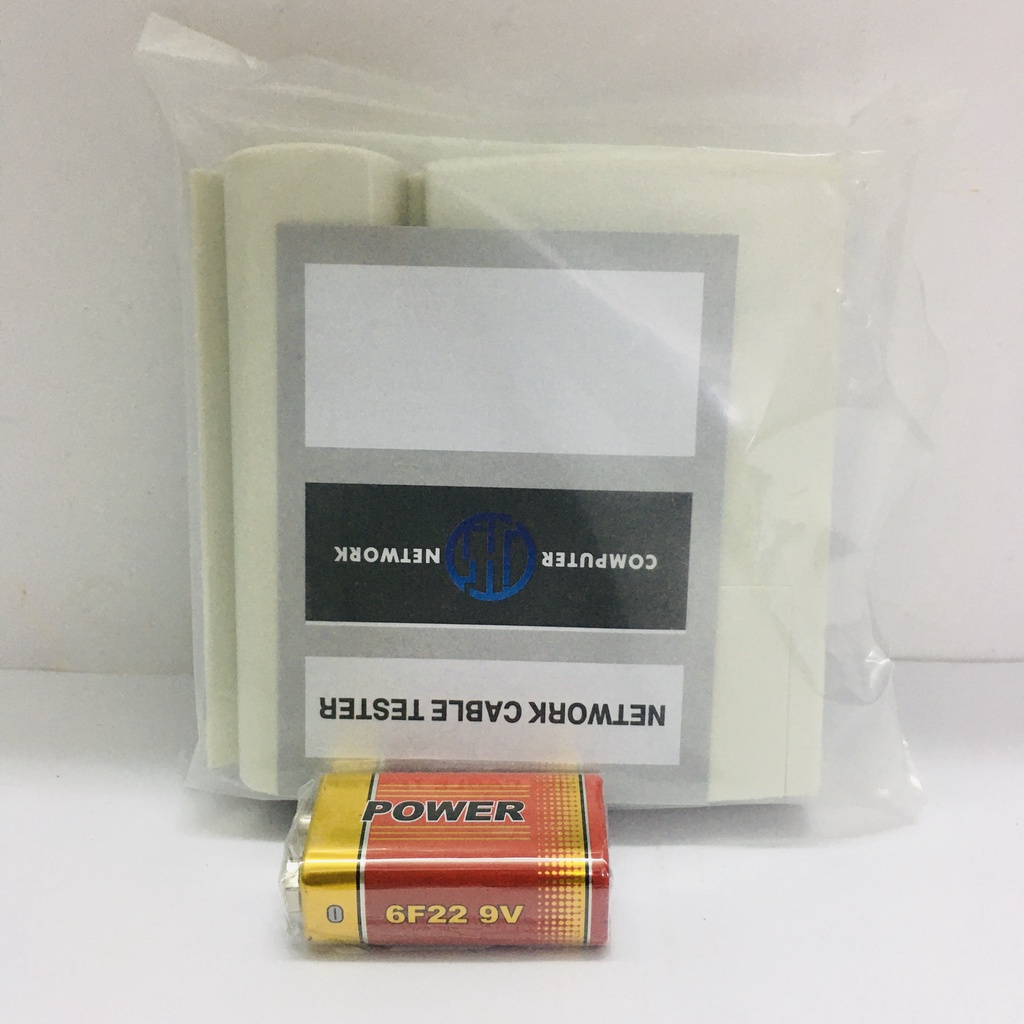 COMPUTER NETWORK
NETWORK CABLE TESTER
POWER
6F22 9V